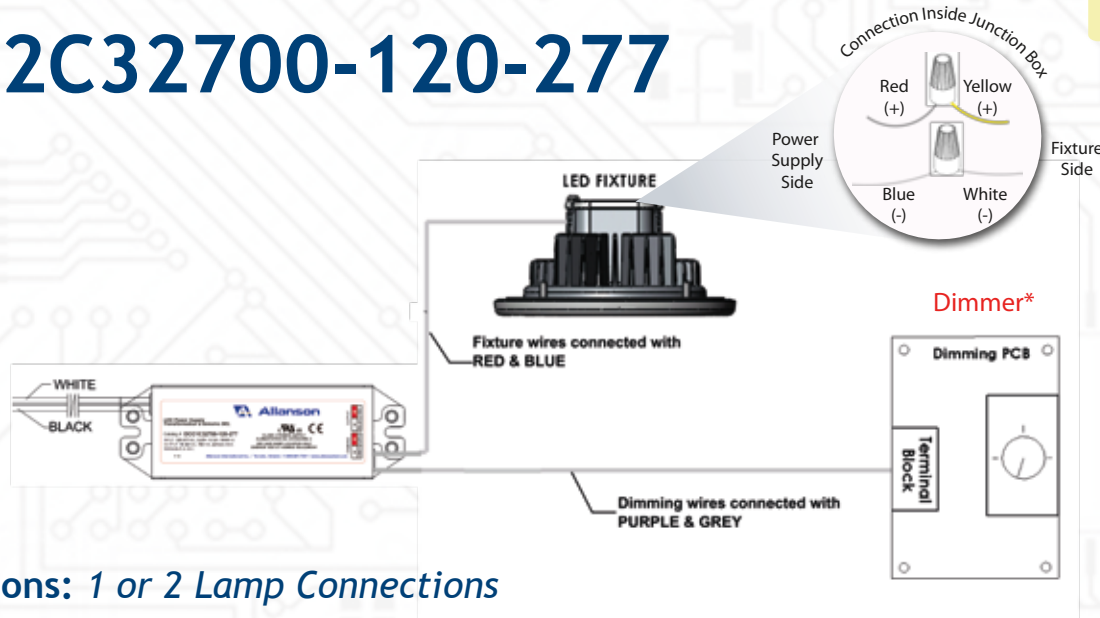 2C32700-120-277
Connection Inside Junction Box
Red
(+)
Yellow
(+)
Power
Supply
Side
Fixture
Side
Blue
(-)
White
(-)
LED FIXTURE
Dimmer*
Fixture wires connected with
RED & BLUE
Dimming PCB
WHITE
BLACK
Allanson
Terminal
Block
Dimming wires connected with
PURPLE & GREY
ons: 1 or 2 Lamp Connections